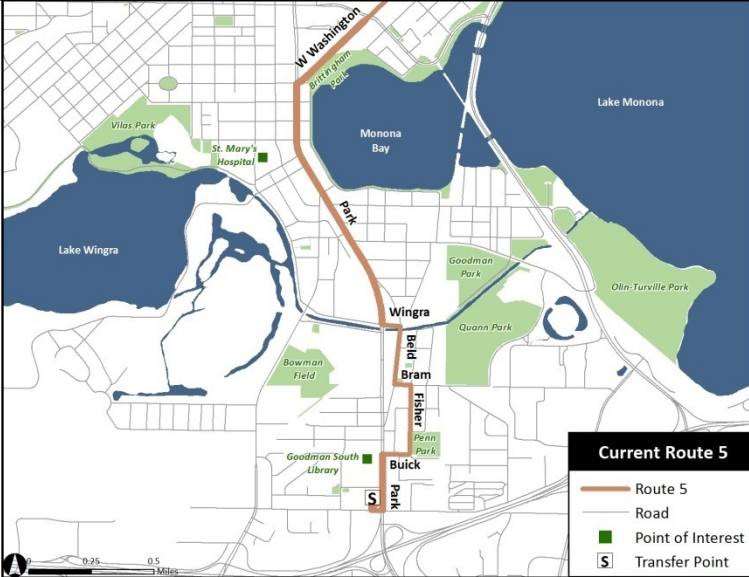 W Washington
Brittingham
Park
Lake Monona
Vilas Park
Monona
Bay
St. Mary's
Hospital
Park
Lake Wingra
Goodman
Park
Olin-Turville Park
Wingra
Quann Park
Beld
Bowman
Field
Bram
Fisher
Penn
Park
Goodman South
Library
Buick
Park
S
Current Route 5
Route 5
Road
Point of Interest
S Transfer Point
0 0.25 0.5
Miles